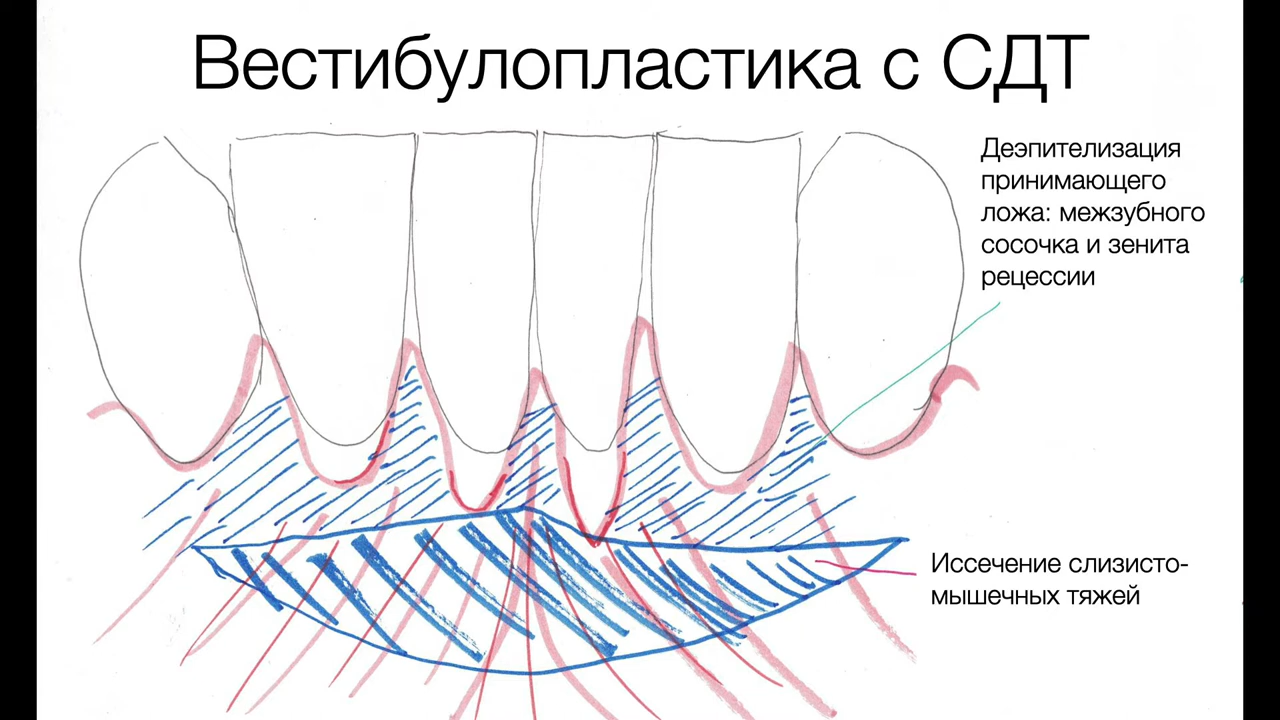 Вестибулопластика с СДТ
Деэпителизация
принимающего
ложа: межзубного
сосочка и зенита
рецессии
Иссечение слизисто-
мышечных тяжей